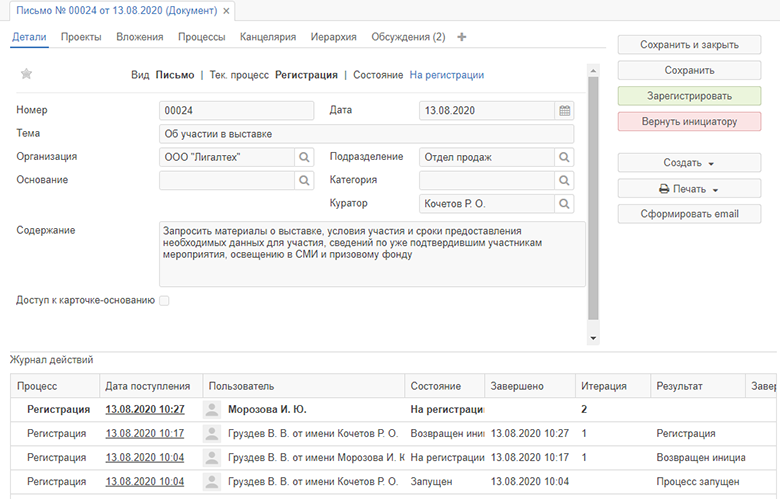 Письмо № 00024 от 13.08.2020 (Документ) ×
Детали Проекты Вложения Процессы Канцелярия Иерархия Обсуждения (2)
Вид Письмо | Тек. процесс Регистрация | Состояние На регистрации
Номер 00024 Дата 13.08.2020
Тема Об участии в выставке
Организация ООО "Лигалтех" Подразделение Отдел продаж
Основание Категория
Куратор Кочетов Р. О.
Содержание Запросить материалы о выставке, условия участия и сроки предоставления
необходимых данных для участия, сведений по уже подтвердившим участникам
мероприятия, освещению в СМИ и призовому фонду
Доступ к карточке-основанию
Сохранить и закрыть
Сохранить
Зарегистрировать
Вернуть инициатору
Создать
Печать
Сформировать email
Журнал действий
Процесс Дата поступления Пользователь Состояние Завершено Итерация Результат Завер
Регистрация 13.08.2020 10:27 Морозова И. Ю. На регистраци 2
Регистрация 13.08.2020 10:17 Груздев В. В. от имени Кочетов Р. О. Возвращен иниц 13.08.2020 10:27 1 Регистрация
Регистрация 13.08.2020 10:04 Груздев В. В. от имени Морозова И. К На регистрации 13.08.2020 10:17 1 Возвращен инициа
Регистрация 13.08.2020 10:04 Груздев В. В. от имени Кочетов Р. О. Запущен 13.08.2020 10:04 Процесс запущен